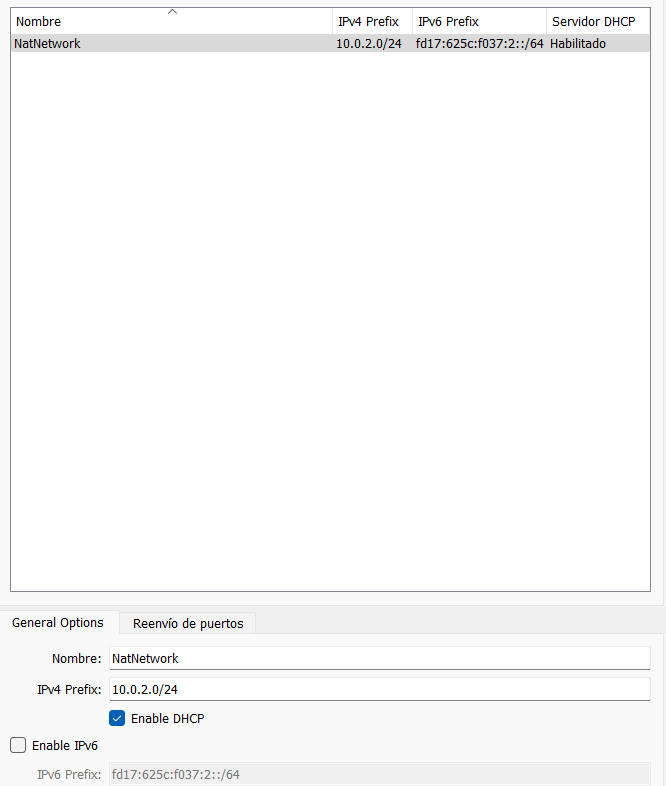 Nombre IPv4 Prefix IPv6 Prefix Servidor DHCP
NatNetwork 10.0.2.0/24 fd17:625c:f037:2::/64 Habilitado
General Options Reenvío de puertos
Nombre: NatNetwork
IPv4 Prefix: 10.0.2.0/24
Enable DHCP
Enable IPv6
IPv6 Prefix: fd17:625c:f037:2::/64